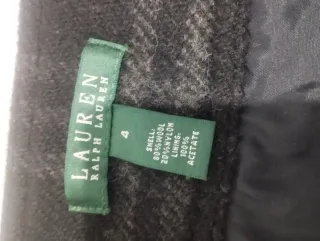 LAUREN
RALPH LAUREN
4
SHELL:
80%WOOL
20%NYLON
LINING:
100%
ACETATE